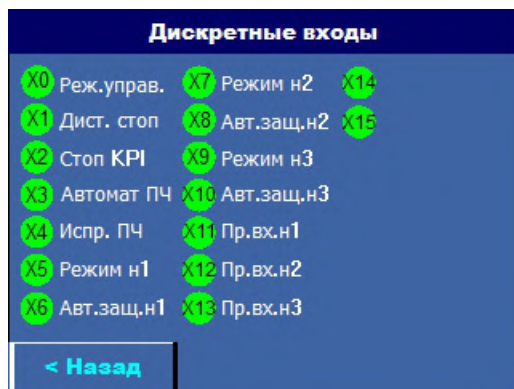 Дискретные входы
X0 Реж.управ. X7 Режим н2 X14
X1 Дист. стоп X8 Авт.защ.н2 X15
X2 Стоп KPI X9 Режим н3
X3 Автомат ПЧ X10 Авт.защ.н3
X4 Испр. ПЧ X11 Пр.вх.н1
X5 Режим н1 X12 Пр.вх.н2
X6 Авт.защ.н1 X13 Пр.вх.н3
< Назад